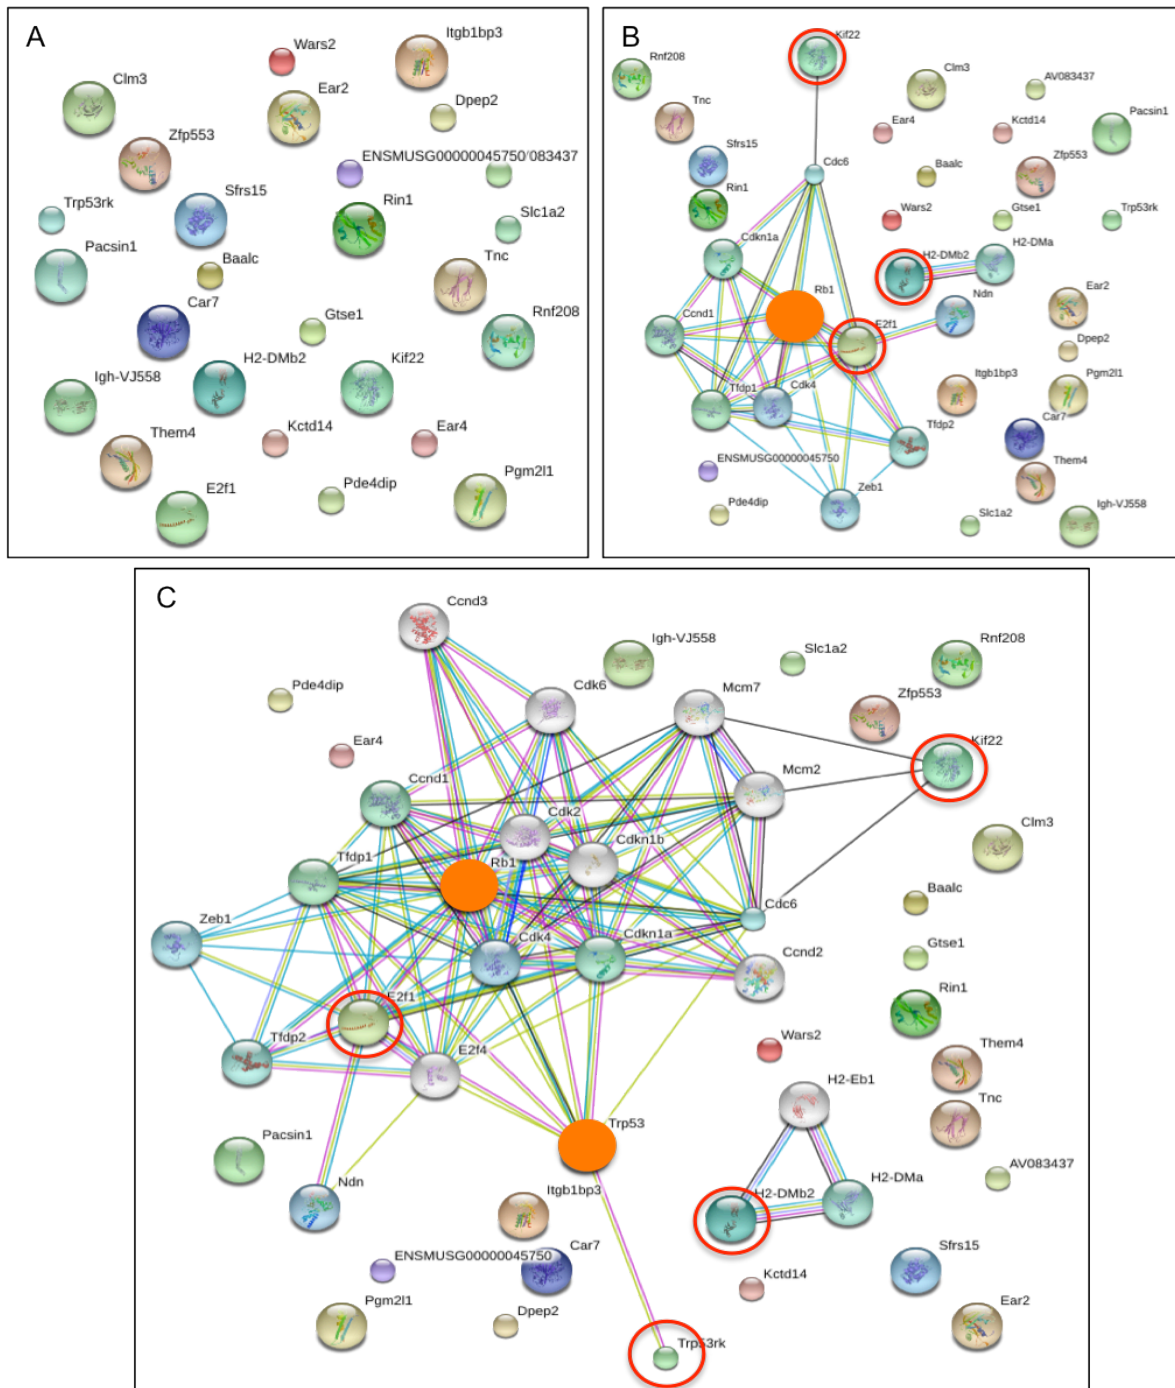 A
Wars2
Itgb1bp3
Clm3
Ear2
Dpep2
Zfp553
ENSMUSG00000045750'083437
Trp53rk
Sfrs15
Rin1
Slc1a2
Pacsin1
Baalc
Tnc
Car7
Gtse1
Rnf208
H2-DMb2
Kif22
Igh-VJ558
Them4
Kctd14
Ear4
E2f1
Pde4dip
Pgm2l1
B
Kif22
Rnf208
Clm3
AV083437
Tnc
Ear4
Kctd14
Pacsin1
Sfrs15
Cdc6
Baalc
Zfp553
Rin1
Wars2
Gtse1
Trp53rk
Cdkn1a
H2-DMb2
H2-DMa
Rb1
Ndn
Ear2
Ccnd1
E2f1
Dpep2
Tfdp1
Cdk4
Itgb1bp3
Pgm2l1
Tfdp2
Car7
ENSMUSG00000045750
Them4
Zeb1
Pde4dip
Slc1a2
Igh-VJ558
C
Ccnd3
Igh-VJ558
Slc1a2
Rnf208
Pde4dip
Cdk6
Mcm7
Zfp553
Ear4
Kif22
Mcm2
Ccnd1
Cdk2
Clm3
Cdkn1b
Tfdp1
Rb1
Baalc
Zeb1
Cdc6
Cdk4
Cdkn1a
Gtse1
Ccnd2
E2f1
Rin1
Tfdp2
E2f4
Wars2
Them4
H2-Eb1
Tnc
Trp53
Pacsin1
AV083437
Ndn
Itgb1bp3
H2-DMb2
H2-DMa
ENSMUSG00000045750
Car7
Sfrs15
Kctd14
Pgm2l1
Dpep2
Ear2
Trp53rk